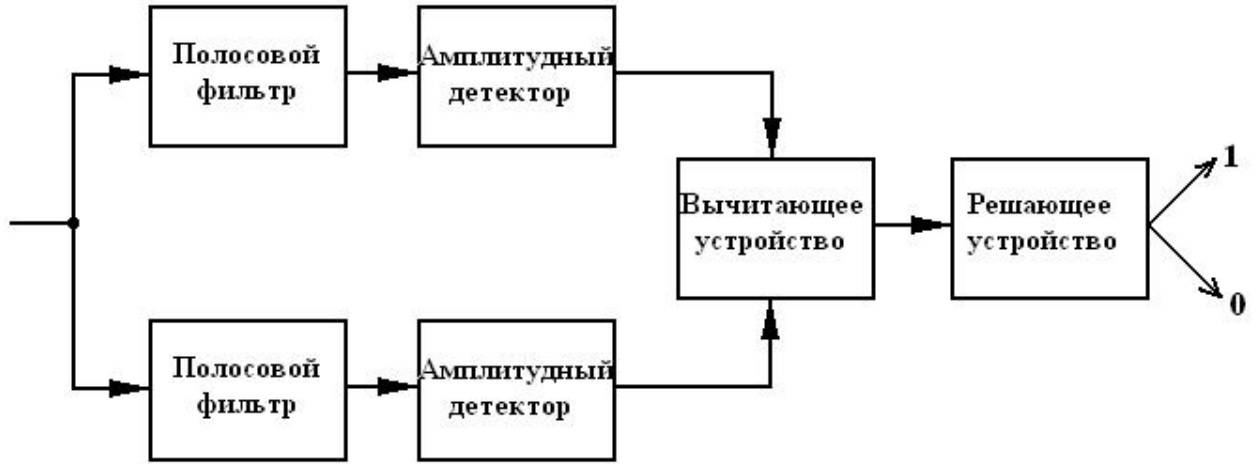 Полосовой
фильтр
Амплитудный
детектор
Вычитающее
устройство
Решающее
устройство
1
0
Полосовой
фильтр
Амплитудный
детектор